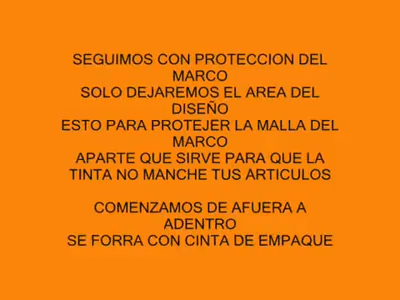 SEGUIMOS CON PROTECCION DEL
MARCO
SOLO DEJAREMOS EL AREA DEL
DISEÑO
ESTO PARA PROTEJER LA MALLA DEL
MARCO
APARTE QUE SIRVE PARA QUE LA
TINTA NO MANCHE TUS ARTICULOS
COMENZAMOS DE AFUERA A
ADENTRO
SE FORRA CON CINTA DE EMPAQUE